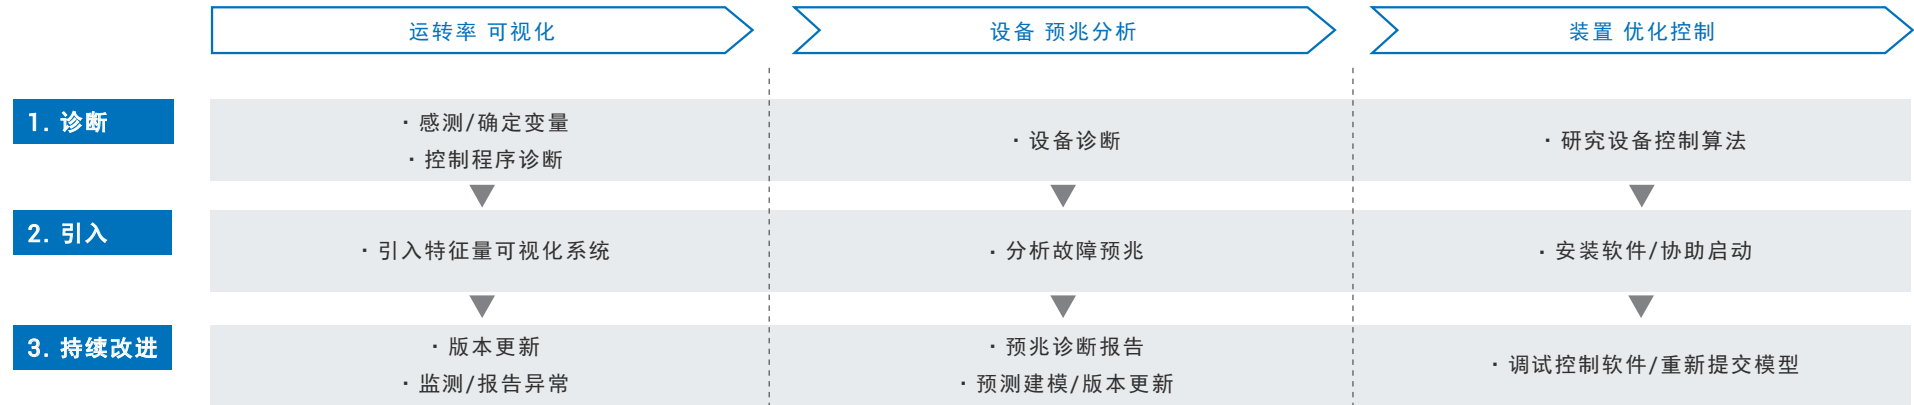 运转率 可视化
设备 预兆分析
装置 优化控制
1. 诊断
· 感测/确定变量
· 控制程序诊断
· 设备诊断
· 研究设备控制算法
2. 引入
· 引入特征量可视化系统
· 分析故障预兆
· 安装软件/协助启动
3. 持续改进
· 版本更新
· 监测/报告异常
· 预兆诊断报告
· 预测建模/版本更新
· 调试控制软件/重新提交模型